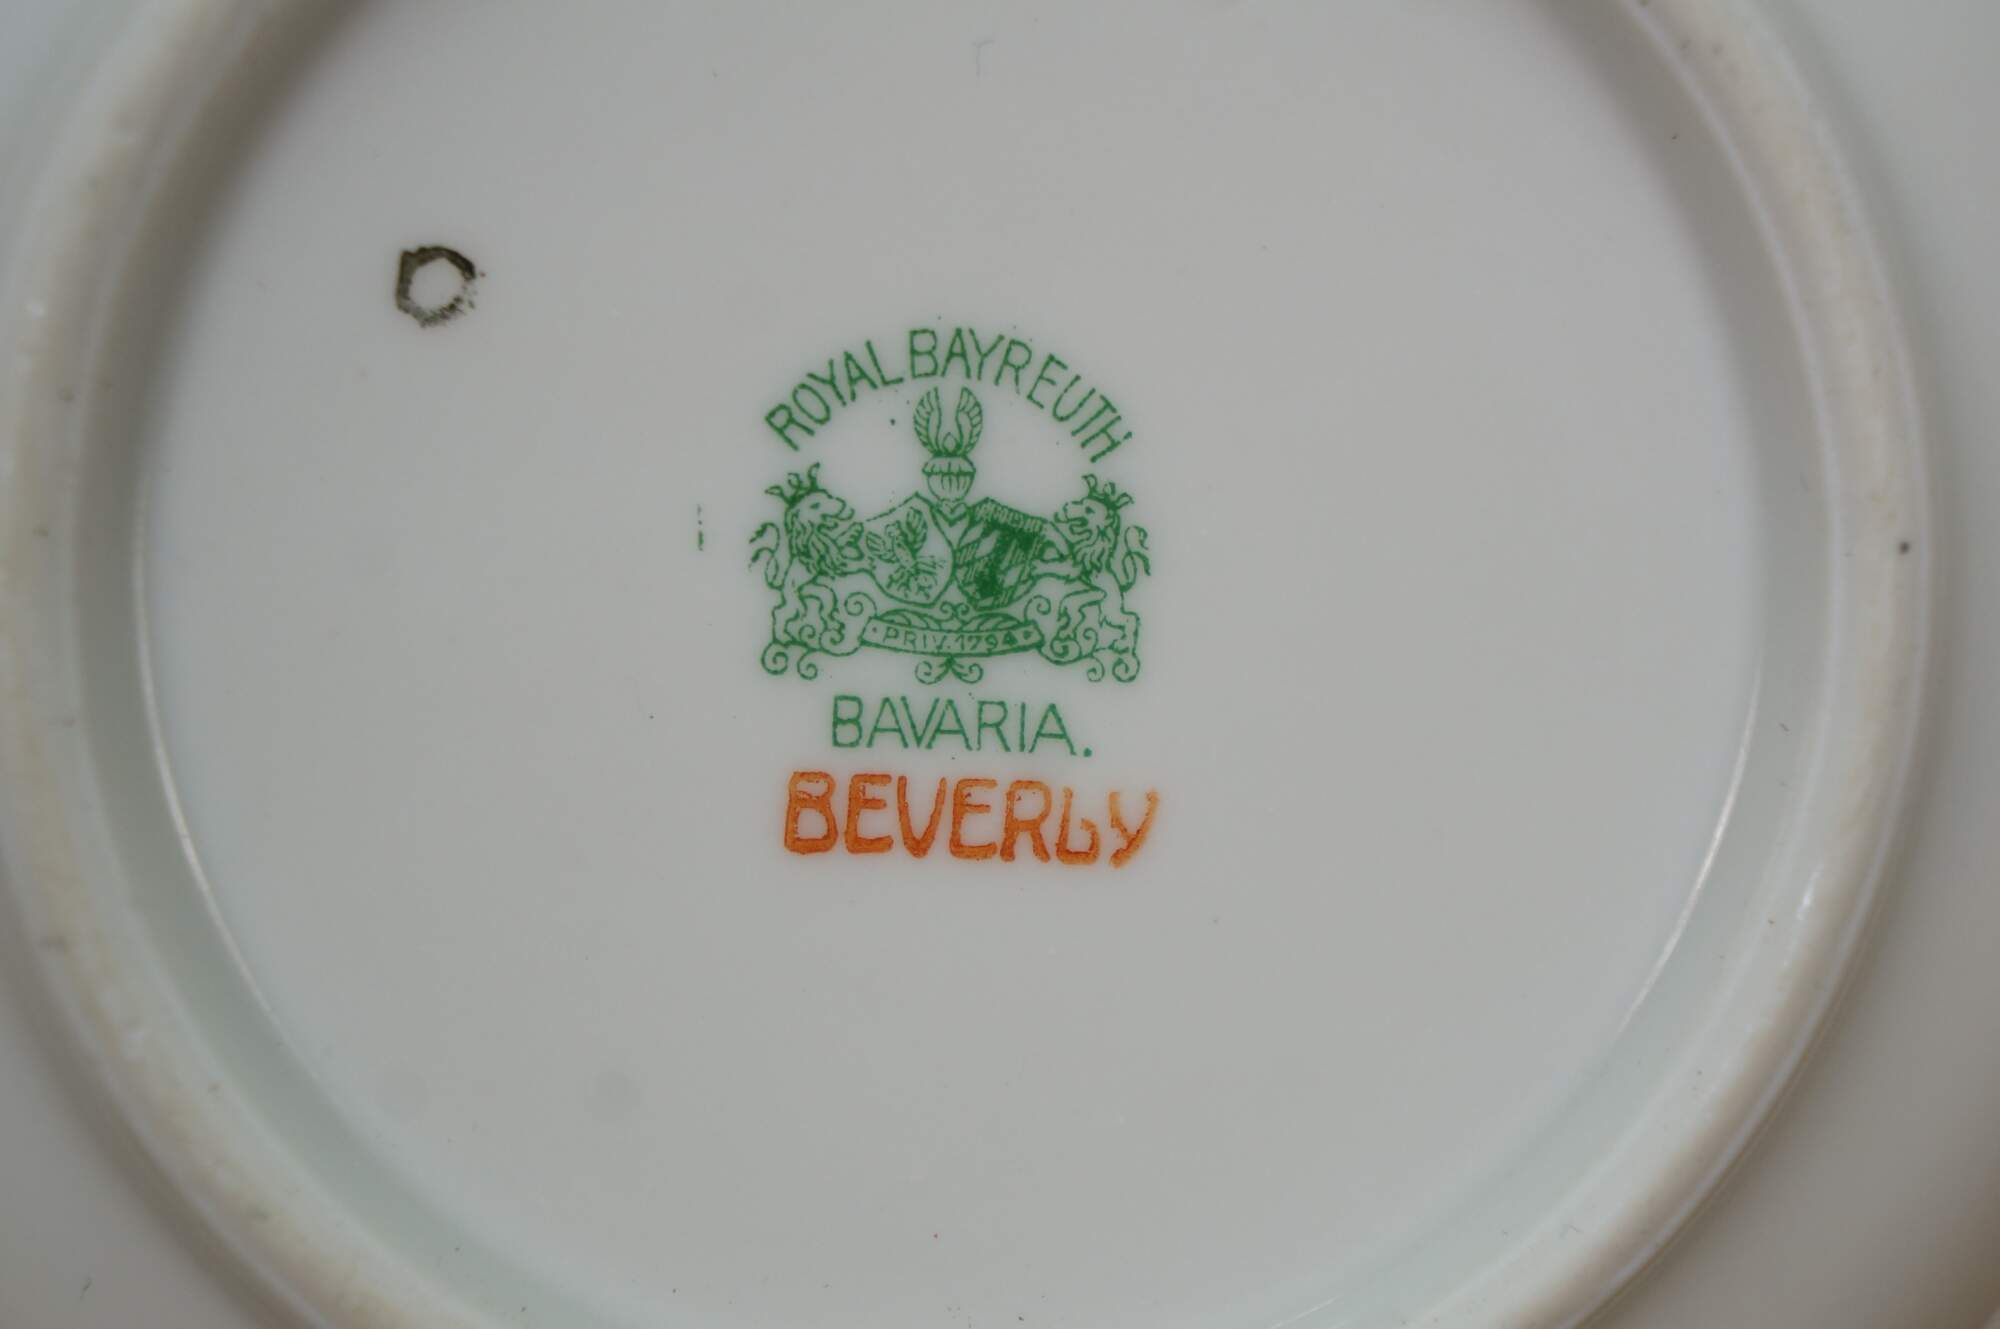 ROYAL BAYREUTH
·PRIV. 1794·
BAVARIA.
BEVERLY